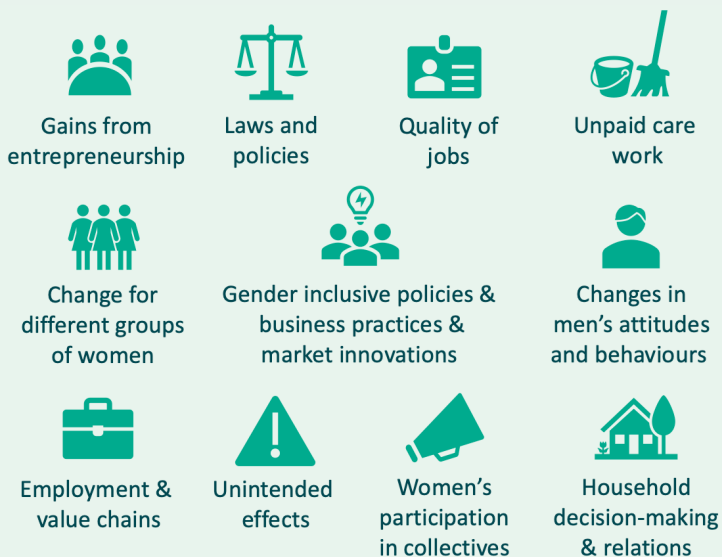 Gains from
entrepreneurship
Laws and
policies
Quality of
jobs
Unpaid care
work
Change for
different groups
of women
Gender inclusive policies &
business practices &
market innovations
Changes in
men’s attitudes
and behaviours
Employment &
value chains
Unintended
effects
Women’s
participation
in collectives
Household
decision-making
& relations